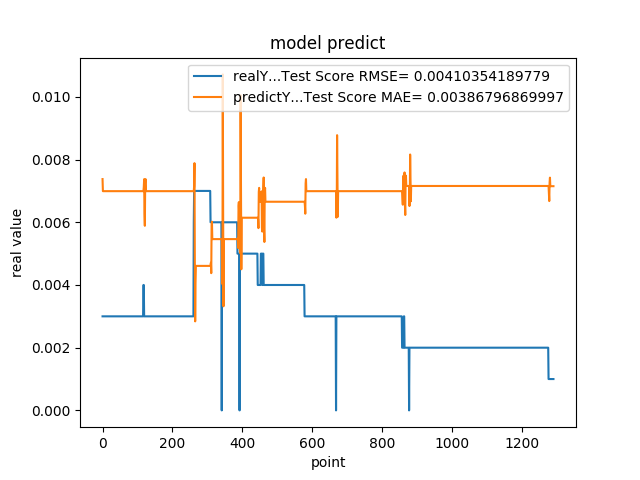 model predict
realY...Test Score RMSE= 0.00410354189779
predictY...Test Score MAE= 0.00386796869997
real value
0.010
0.008
0.006
0.004
0.002
0.000
0 200 400 600 800 1000 1200
point